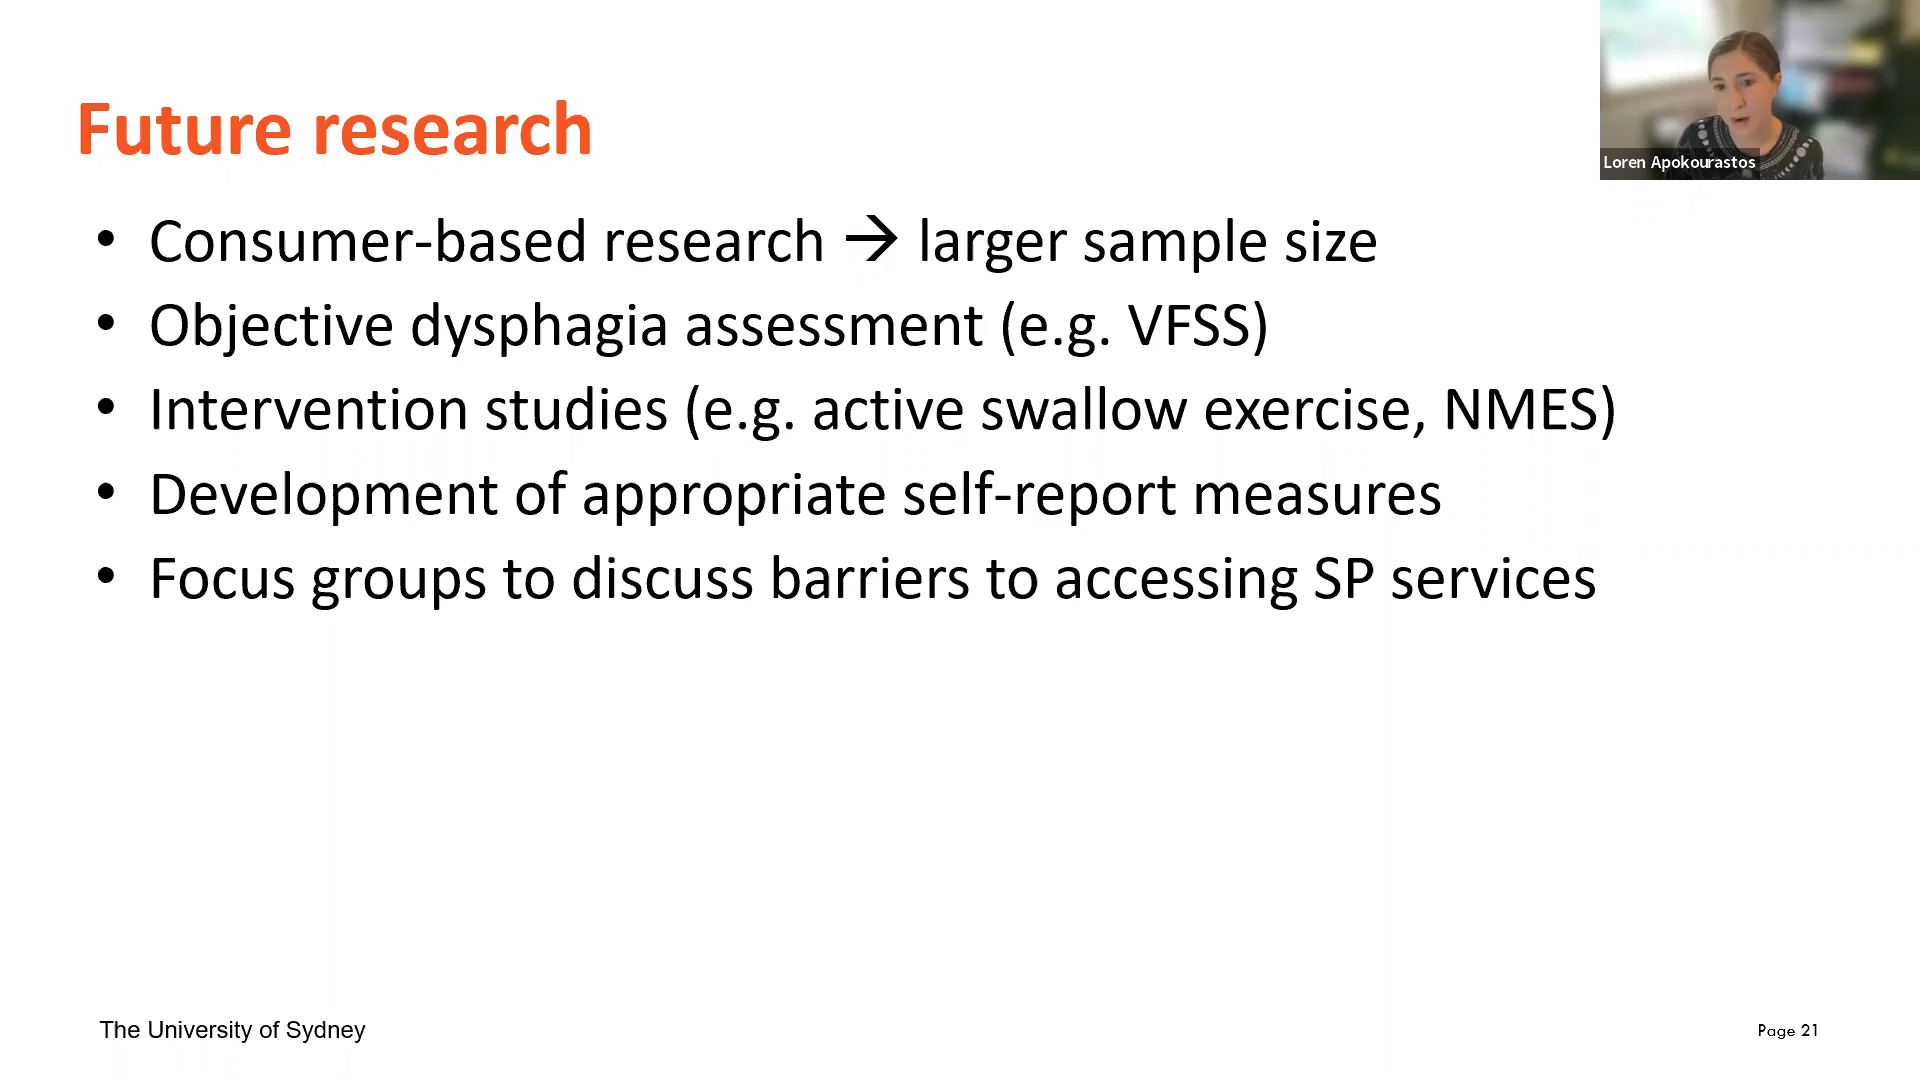 Future research
Loren Apokourastos
• Consumer-based research → larger sample size
• Objective dysphagia assessment (e.g. VFSS)
• Intervention studies (e.g. active swallow exercise, NMES)
• Development of appropriate self-report measures
• Focus groups to discuss barriers to accessing SP services
The University of Sydney
Page 21